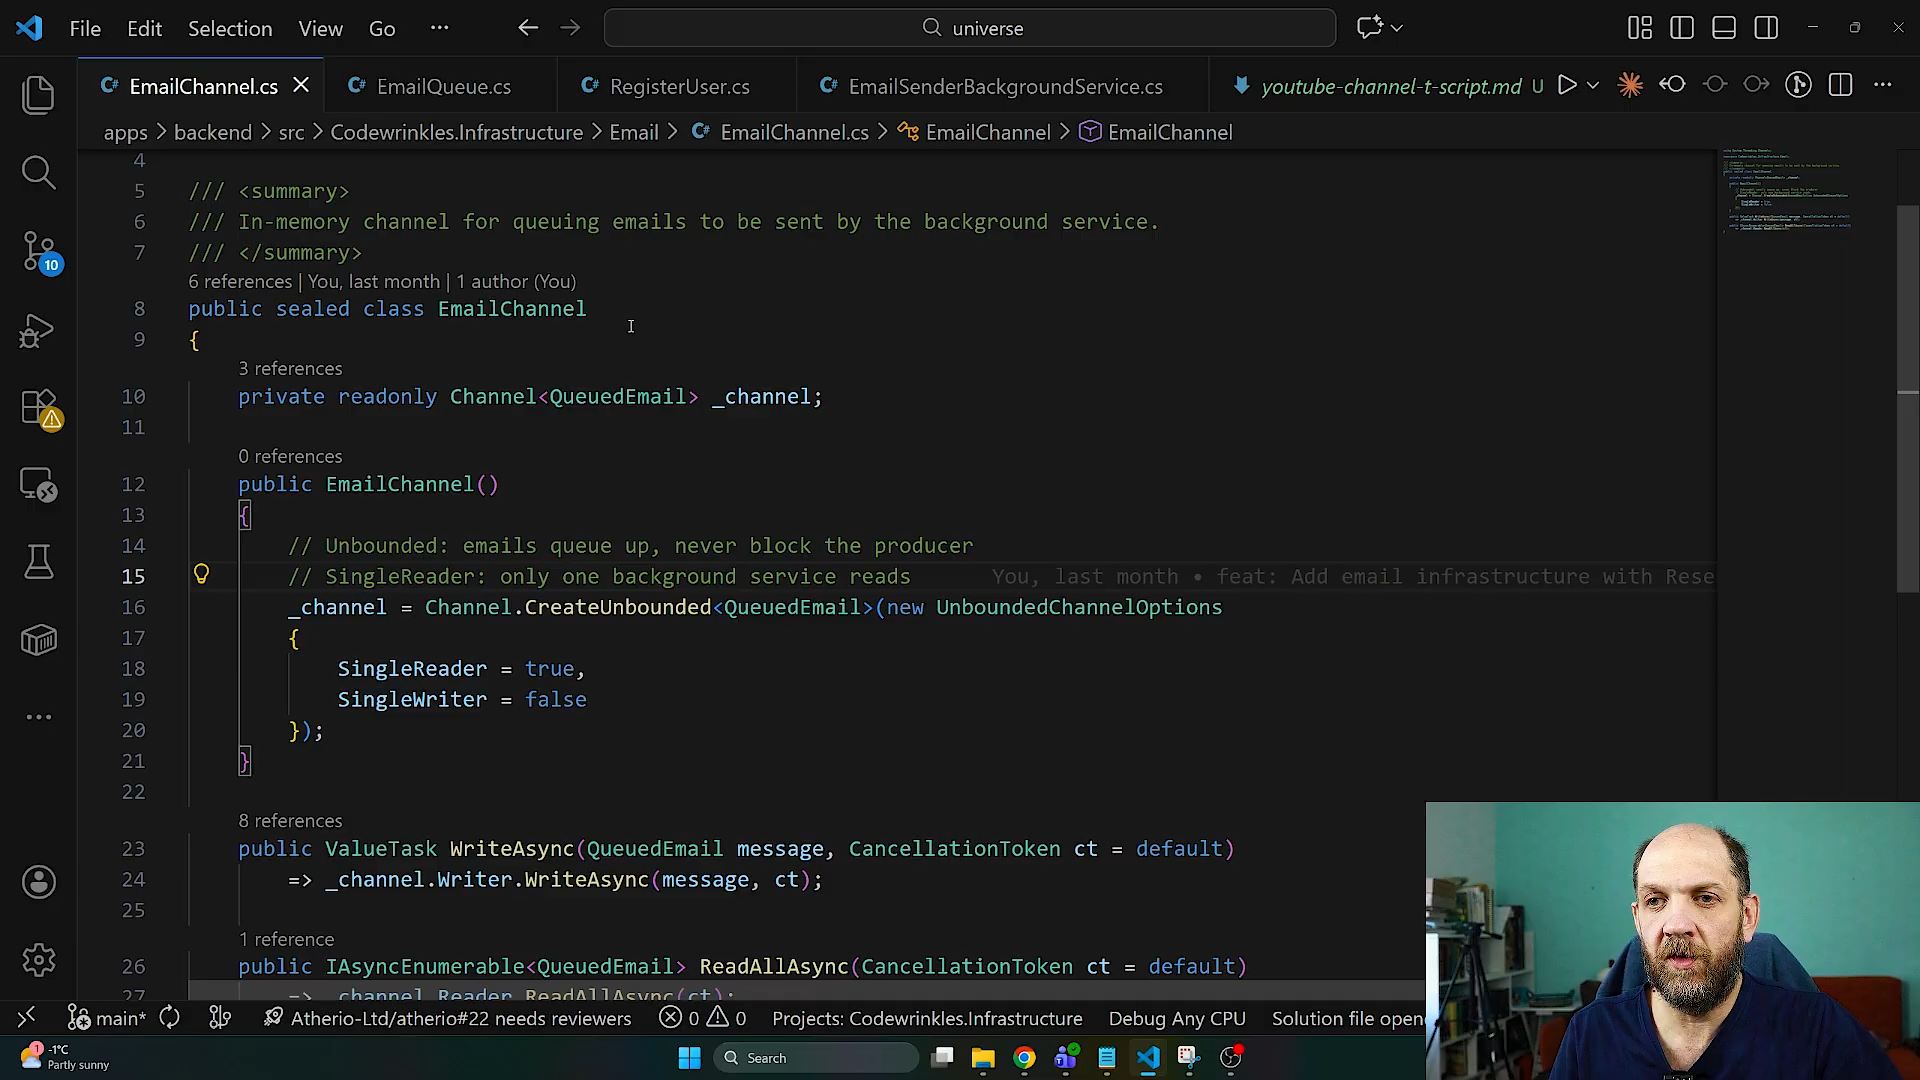 File Edit Selection View Go ··· universe
EmailChannel.cs EmailQueue.cs RegisterUser.cs EmailSenderBackgroundService.cs youtube-channel-t-script.md U
apps > backend > src > Codewrinkles.Infrastructure > Email > EmailChannel.cs > EmailChannel > EmailChannel
4
5 /// <summary>
6 /// In-memory channel for queuing emails to be sent by the background service.
7 /// </summary>
6 references | You, last month | 1 author (You)
8 public sealed class EmailChannel
9 {
3 references
10 private readonly Channel<QueuedEmail> _channel;
11
0 references
12 public EmailChannel()
13 {
14 // Unbounded: emails queue up, never block the producer
15 // SingleReader: only one background service reads You, last month • feat: Add email infrastructure with Rese
16 _channel = Channel.CreateUnbounded<QueuedEmail>(new UnboundedChannelOptions
17 {
18 SingleReader = true,
19 SingleWriter = false
20 });
21 }
22
8 references
23 public ValueTask WriteAsync(QueuedEmail message, CancellationToken ct = default)
24 => _channel.Writer.WriteAsync(message, ct);
25
1 reference
26 public IAsyncEnumerable<QueuedEmail> ReadAllAsync(CancellationToken ct = default)
27 => _channel.Reader.ReadAllAsync(ct);
10
main* Atherio-Ltd/atherio#22 needs reviewers 0 0 Projects: Codewrinkles.Infrastructure Debug Any CPU Solution file open
1 -1°C
Partly sunny
Search